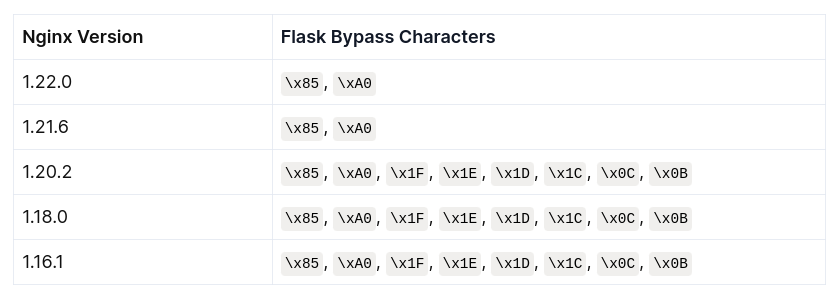 Nginx Version Flask Bypass Characters
1.22.0 \x85, \xA0
1.21.6 \x85, \xA0
1.20.2 \x85, \xA0, \x1F, \x1E, \x1D, \x1C, \x0C, \x0B
1.18.0 \x85, \xA0, \x1F, \x1E, \x1D, \x1C, \x0C, \x0B
1.16.1 \x85, \xA0, \x1F, \x1E, \x1D, \x1C, \x0C, \x0B